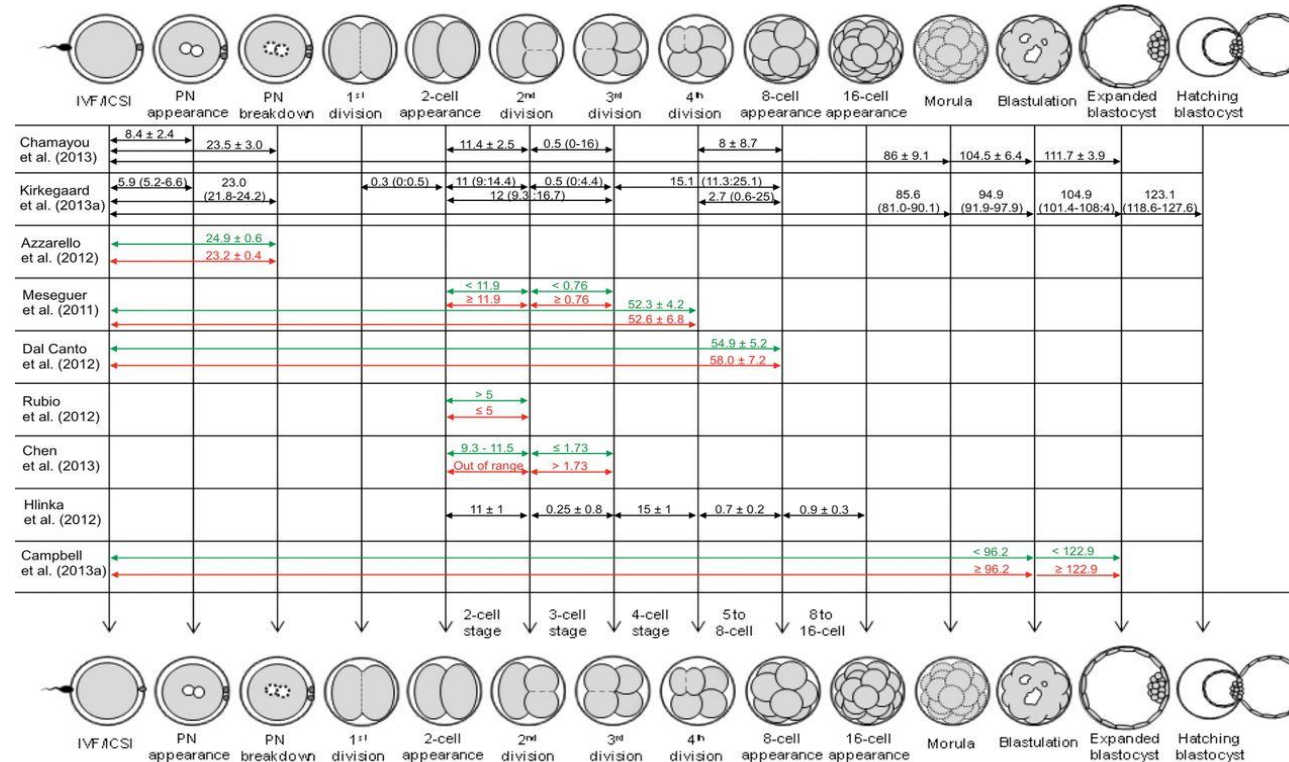 IVF/ICSI
PN
appearance
PN
breakdown
1st
division
2-cell
appearance
2nd
division
3rd
division
4th
division
8-cell
appearance
16-cell
appearance
Morula
Blastulation
Expanded
blastocyst
Hatching
blastocyst
Chamayou
et al. (2013)
8.4 ± 2.4
23.5 ± 3.0
11.4 ± 2.5
0.5 (0-16)
8 ± 8.7
86 ± 9.1
104.5 ± 6.4
111.7 ± 3.9
Kirkegaard
et al. (2013a)
5.9 (5.2-6.6)
23.0
(21.8-24.2)
0.3 (0:0.5)
11 (9:14.4)
0.5 (0:4.4)
12 (9.3 :16.7)
15.1 (11.3:25.1)
2.7 (0.6-25)
85.6
(81.0-90.1)
94.9
(91.9-97.9)
104.9
(101.4-108:4)
123.1
(118.6-127.6)
Azzarello
et al. (2012)
24.9 ± 0.6
23.2 ± 0.4
Meseguer
et al. (2011)
< 11.9
≥ 11.9
< 0.76
≥ 0.76
52.3 ± 4.2
52.6 ± 6.8
Dal Canto
et al. (2012)
54.9 ± 5.2
58.0 ± 7.2
Rubio
et al. (2012)
> 5
≤ 5
Chen
et al. (2013)
9.3 - 11.5
Out of range
≤ 1.73
> 1.73
Hlinka
et al. (2012)
11 ± 1
0.25 ± 0.8
15 ± 1
0.7 ± 0.2
0.9 ± 0.3
Campbell
et al. (2013a)
< 96.2
≥ 96.2
< 122.9
≥ 122.9
2-cell
stage
3-cell
stage
4-cell
stage
5 to
8-cell
8 to
16-cell
IVF/ICSI
PN
appearance
PN
breakdown
1st
division
2-cell
appearance
2nd
division
3rd
division
4th
division
8-cell
appearance
16-cell
appearance
Morula
Blastulation
Expanded
blastocyst
Hatching
blastocyst